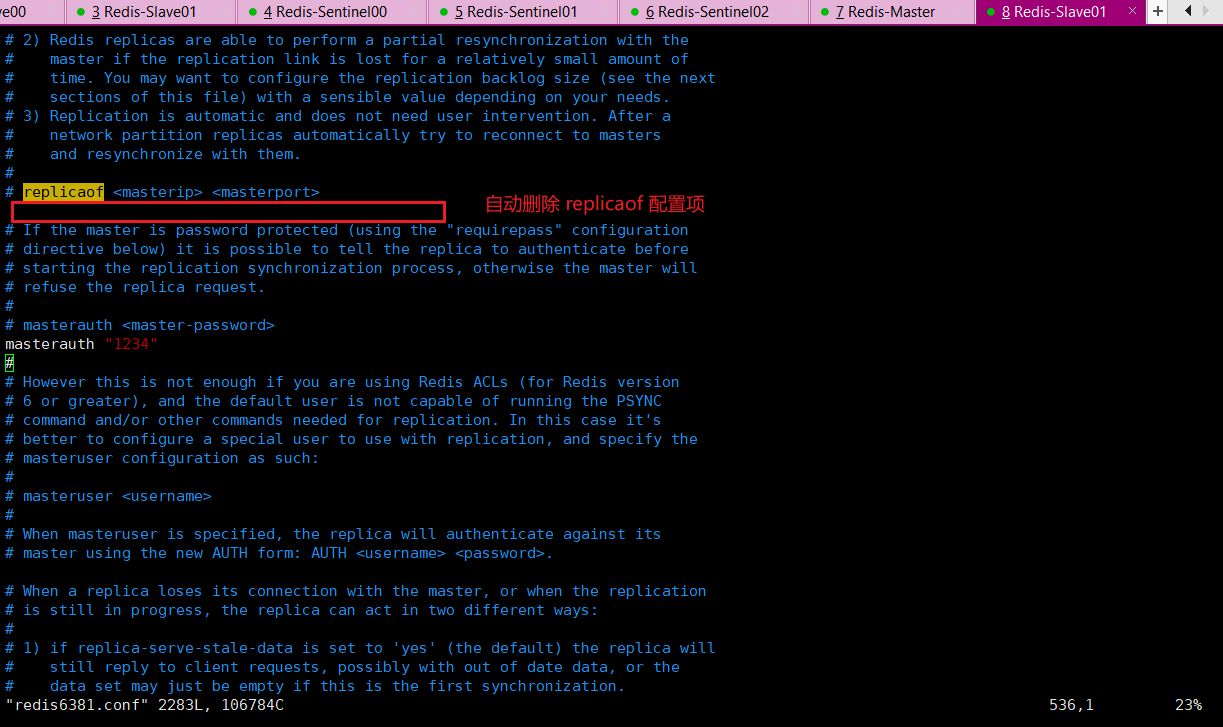 ve00
3 Redis-Slave01
4 Redis-Sentinel00
5 Redis-Sentinel01
6 Redis-Sentinel02
7 Redis-Master
8 Redis-Slave01
# 2) Redis replicas are able to perform a partial resynchronization with the
#    master if the replication link is lost for a relatively small amount of
#    time. You may want to configure the replication backlog size (see the next
#    sections of this file) with a sensible value depending on your needs.
# 3) Replication is automatic and does not need user intervention. After a
#    network partition replicas automatically try to reconnect to masters
#    and resynchronize with them.
#
# replicaof <masterip> <masterport>
自动删除 replicaof 配置项
# If the master is password protected (using the "requirepass" configuration
# directive below) it is possible to tell the replica to authenticate before
# starting the replication synchronization process, otherwise the master will
# refuse the replica request.
#
# masterauth <master-password>
masterauth "1234"
#
# However this is not enough if you are using Redis ACLs (for Redis version
# 6 or greater), and the default user is not capable of running the PSYNC
# command and/or other commands needed for replication. In this case it's
# better to configure a special user to use with replication, and specify the
# masteruser configuration as such:
#
# masteruser <username>
#
# When masteruser is specified, the replica will authenticate against its
# master using the new AUTH form: AUTH <username> <password>.
# When a replica loses its connection with the master, or when the replication
# is still in progress, the replica can act in two different ways:
#
# 1) if replica-serve-stale-data is set to 'yes' (the default) the replica will
#    still reply to client requests, possibly with out of date data, or the
#    data set may just be empty if this is the first synchronization.
"redis6381.conf" 2283L, 106784C 536,1 23%